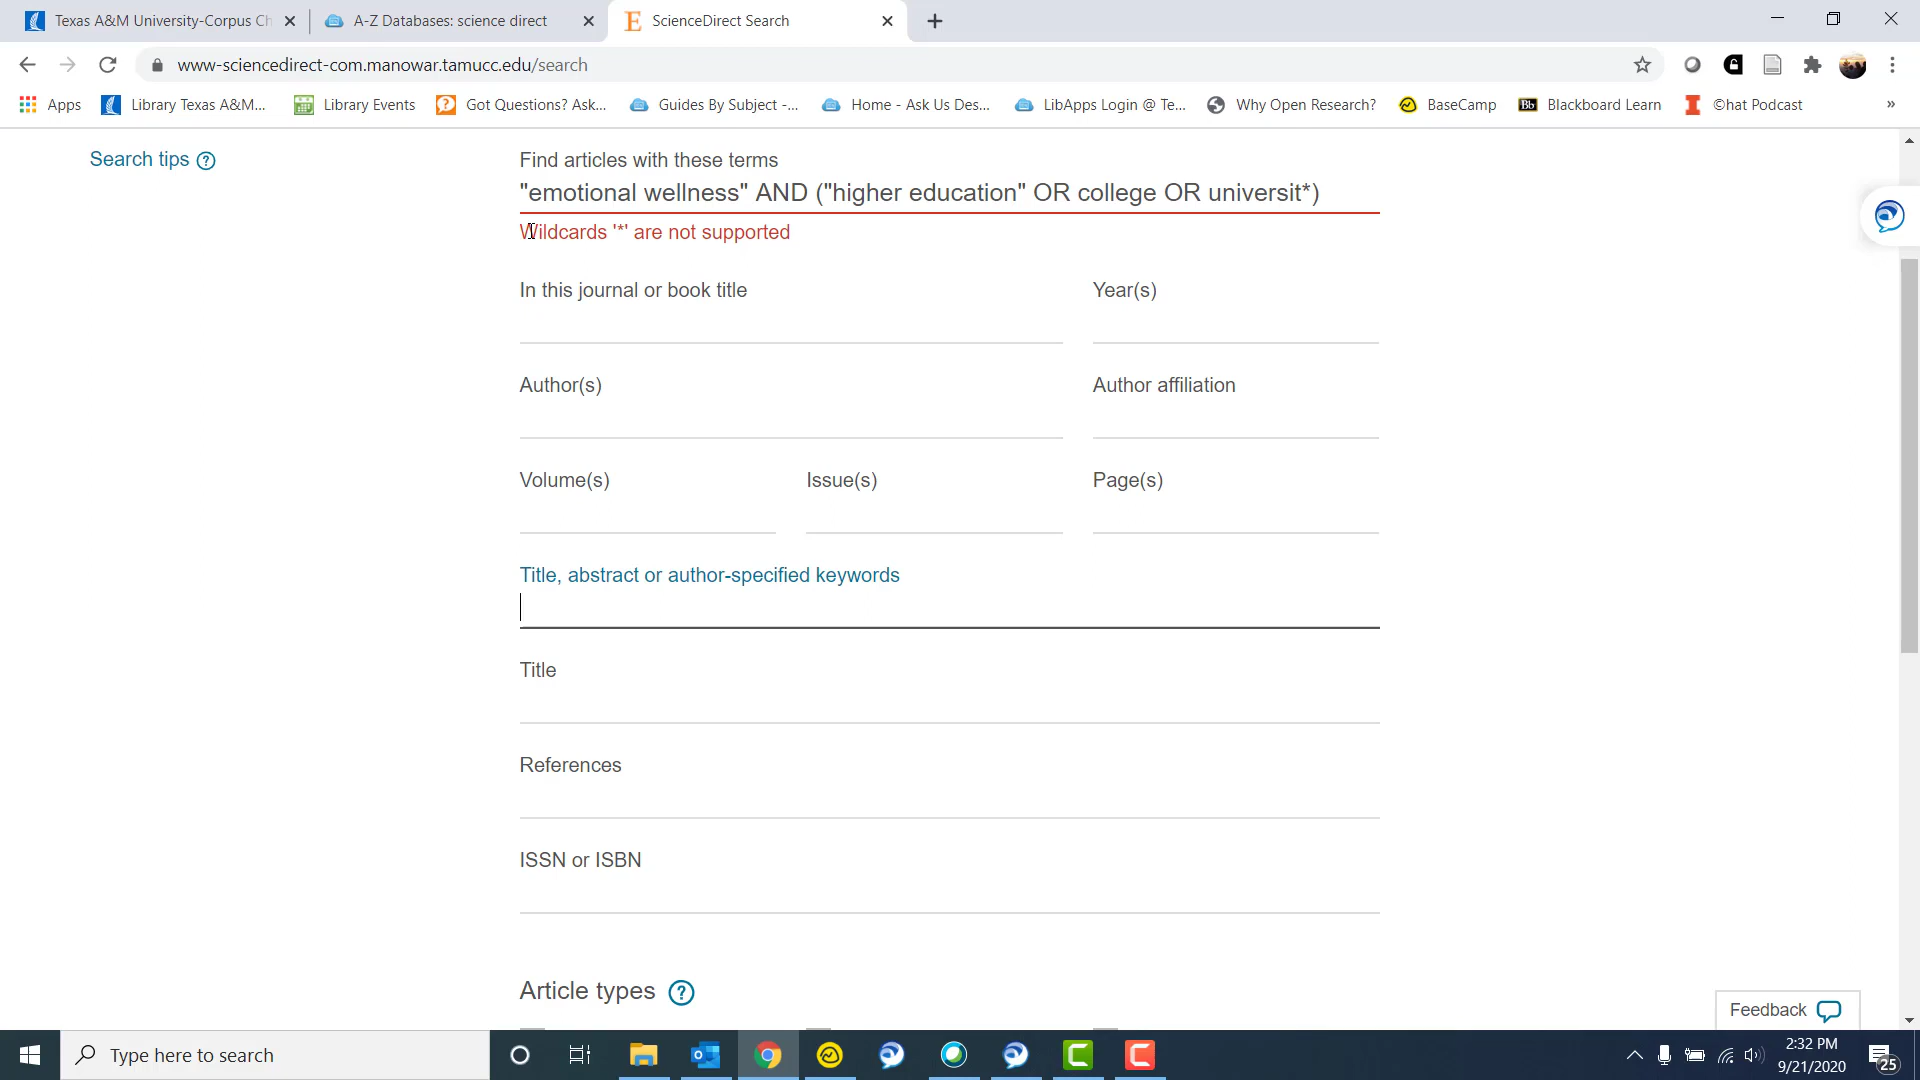 Texas A&M University-Corpus Ch
A-Z Databases: science direct
ScienceDirect Search
www-sciencedirect-com.manowar.tamucc.edu/search
Apps
Library Texas A&M...
Library Events
Got Questions? Ask...
Guides By Subject -...
Home - Ask Us Des...
LibApps Login @ Te...
Why Open Research?
BaseCamp
Bb
Blackboard Learn
©hat Podcast
»
Search tips ?
Find articles with these terms
"emotional wellness" AND ("higher education" OR college OR universit*)
Wildcards '*' are not supported
In this journal or book title
Year(s)
Author(s)
Author affiliation
Volume(s)
Issue(s)
Page(s)
Title, abstract or author-specified keywords
Title
References
ISSN or ISBN
Article types ?
Feedback
Type here to search
2:32 PM
9/21/2020
25